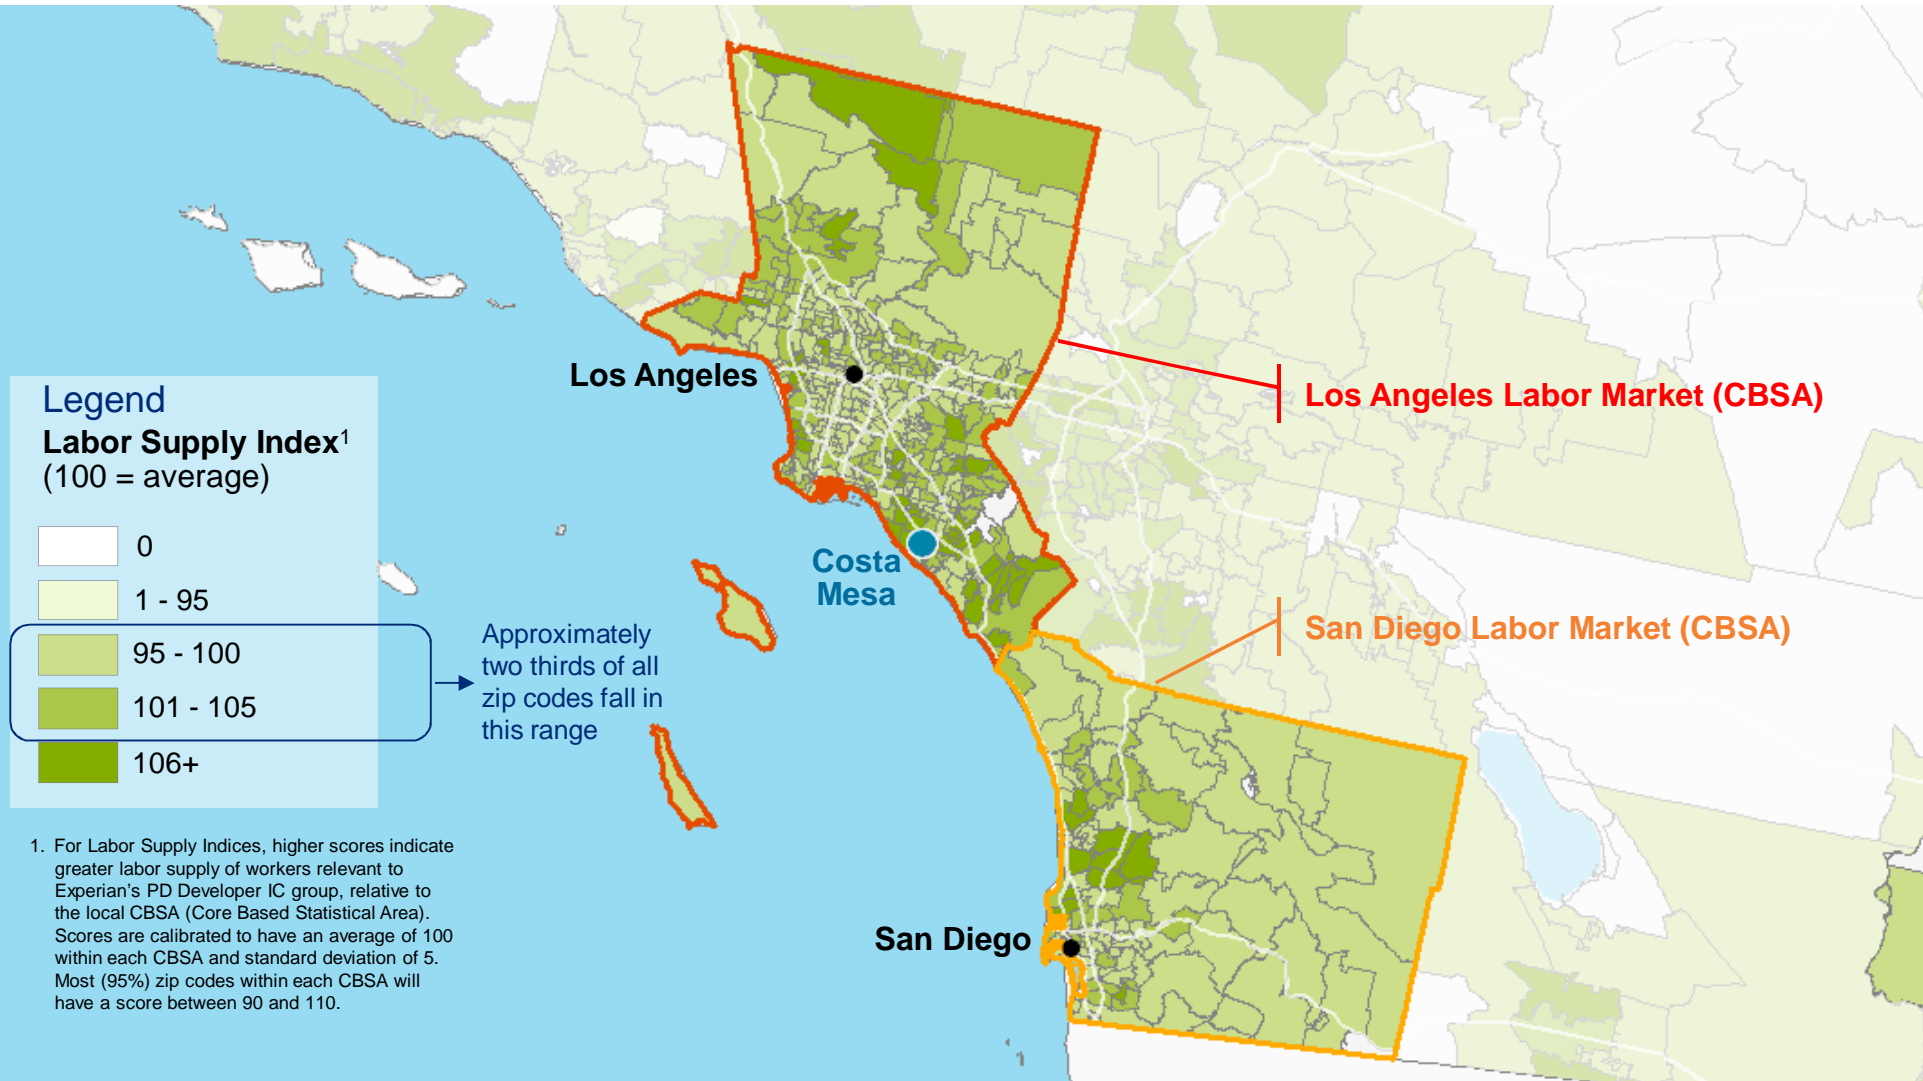 Los Angeles
Los Angeles Labor Market (CBSA)
Legend
Labor Supply Index1
(100 = average)
0
1 - 95
95 - 100
101 - 105
106+
Approximately
two thirds of all
zip codes fall in
this range
Costa
Mesa
San Diego Labor Market (CBSA)
San Diego
1. For Labor Supply Indices, higher scores indicate
greater labor supply of workers relevant to
Experian's PD Developer IC group, relative to
the local CBSA (Core Based Statistical Area).
Scores are calibrated to have an average of 100
within each CBSA and standard deviation of 5.
Most (95%) zip codes within each CBSA will
have a score between 90 and 110.